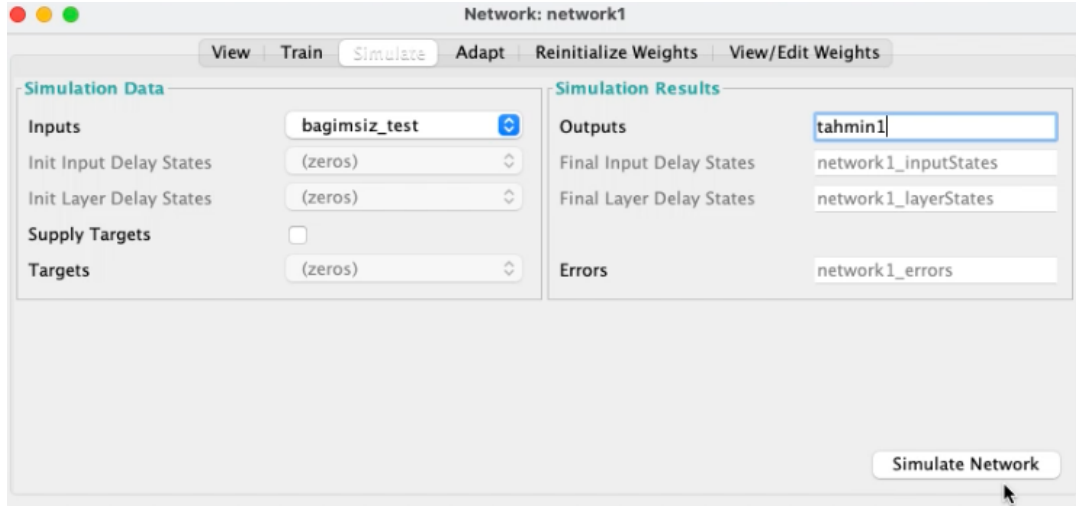 Network: network1
View Train Simulate Adapt Reinitialize Weights View/Edit Weights
Simulation Data
Inputs bagimsiz_test
Init Input Delay States (zeros)
Init Layer Delay States (zeros)
Supply Targets
Targets (zeros)
Simulation Results
Outputs tahmin1
Final Input Delay States network1_inputStates
Final Layer Delay States network1_layerStates
Errors network1_errors
Simulate Network